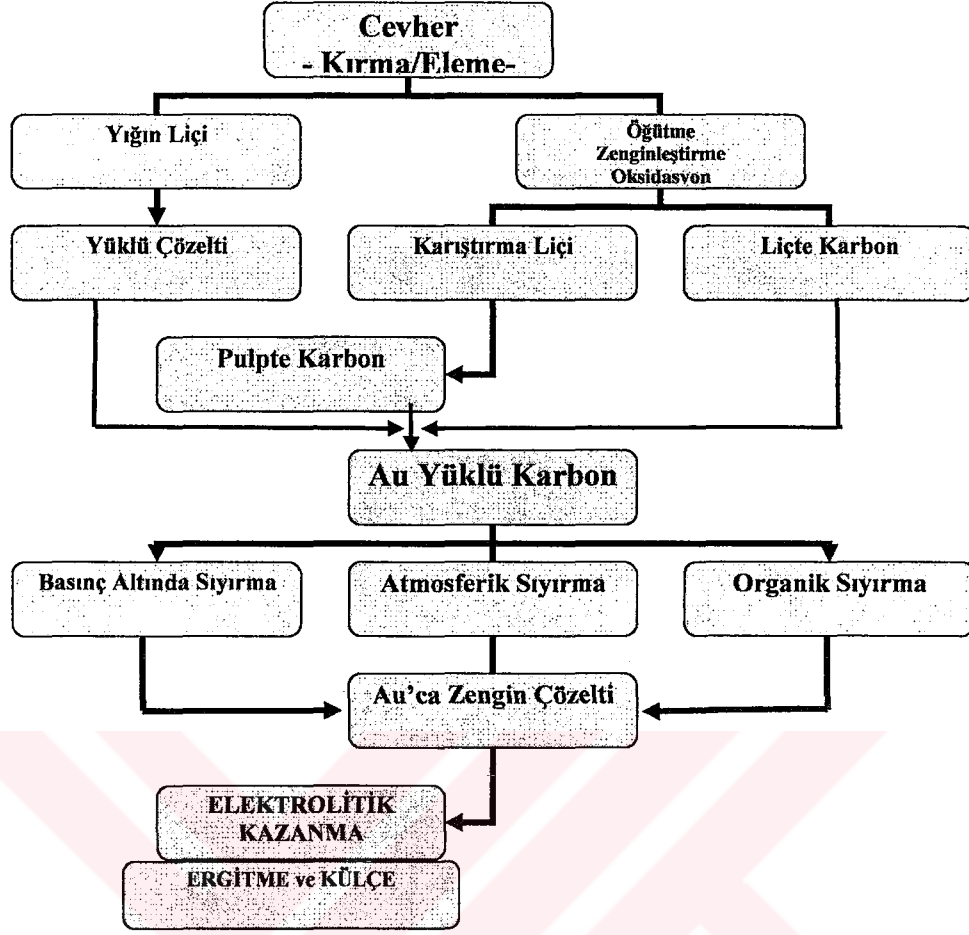 Cevher
- Kırma/Eleme-
Yığın Liçi
Öğütme
Zenginleştirme
Oksidasyon
Yüklü Çözelti
Karıştırma Liçi
Liçte Karbon
Pulpte Karbon
Au Yüklü Karbon
Basınç Altında Sıyırma
Atmosferik Sıyırma
Organik Sıyırma
Au’ca Zengin Çözelti
ELEKTROLİTİK
KAZANMA
ERGİTME ve KÜLÇE